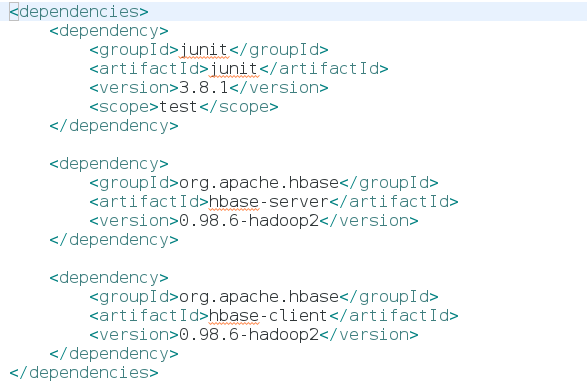 <dependencies>
<dependency>
<groupId>junit</groupId>
<artifactId>junit</artifactId>
<version>3.8.1</version>
<scope>test</scope>
</dependency>
<dependency>
<groupId>org.apache.hbase</groupId>
<artifactId>hbase-server</artifactId>
<version>0.98.6-hadoop2</version>
</dependency>
<dependency>
<groupId>org.apache.hbase</groupId>
<artifactId>hbase-client</artifactId>
<version>0.98.6-hadoop2</version>
</dependency>
</dependencies>